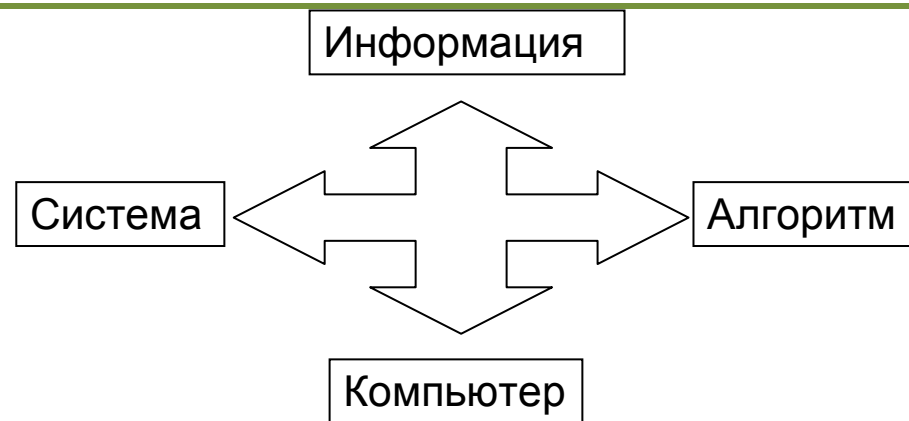 Информация
Система
Алгоритм
Компьютер